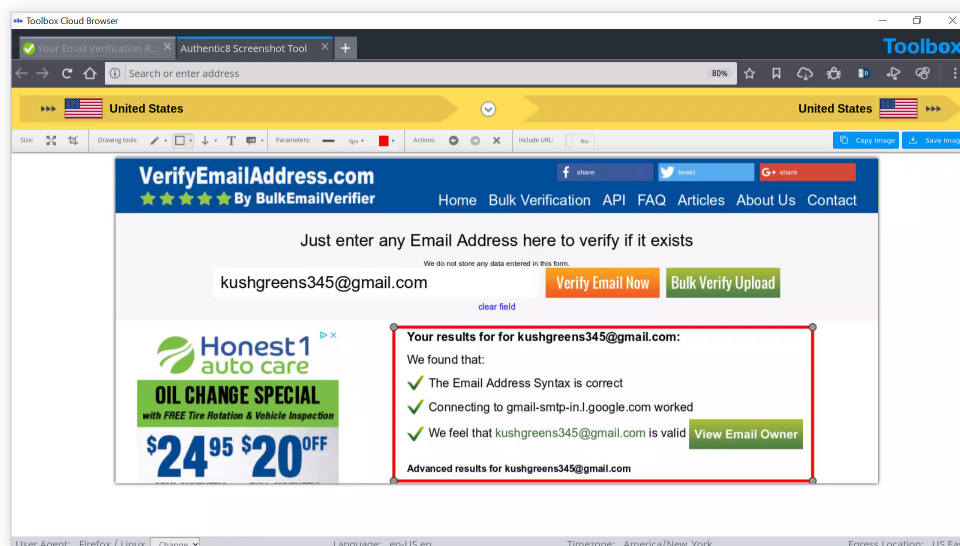 silo Toolbox Cloud Browser
Your Email Verification R...
Authentic8 Screenshot Tool
Toolbox
Search or enter address
80%
United States
United States
Size:
Drawing tools:
T
Parameters:
5px
Actions:
Include URL:
No
Copy Image
Save Imag
VerifyEmailAddress.com
By BulkEmailVerifier
f share
tweet
G+ share
Home Bulk Verification API FAQ Articles About Us Contact
Just enter any Email Address here to verify if it exists
We do not store any data entered in this form.
kushgreens345@gmail.com
Verify Email Now
Bulk Verify Upload
clear field
Honest1
auto care
OIL CHANGE SPECIAL
with FREE Tire Rotation & Vehicle Inspection
$24 95 $20 OFF
Your results for for kushgreens345@gmail.com:
We found that:
The Email Address Syntax is correct
Connecting to gmail-smtp-in.l.google.com worked
We feel that kushgreens345@gmail.com is valid
View Email Owner
Advanced results for kushgreens345@gmail.com
User Agent: Firefox / Linux Change
Language: en-US,en
Timezone: America/New_York
Egress Location: US Eas